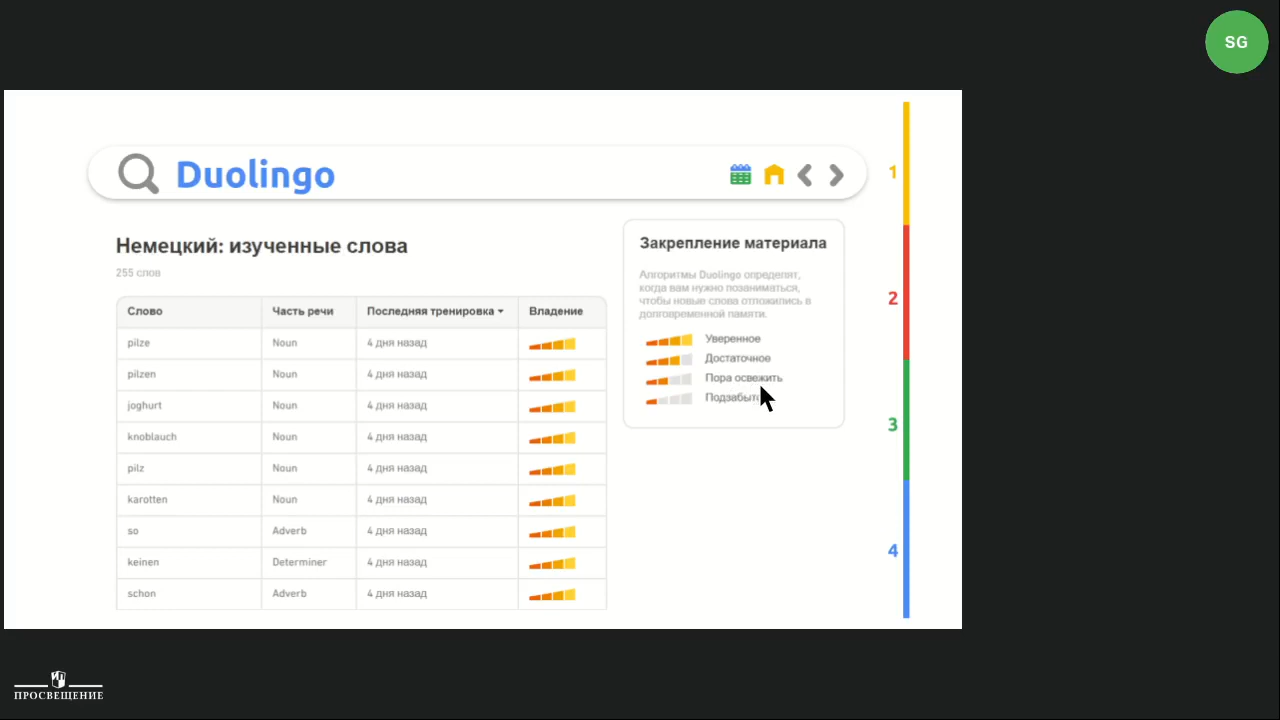 SG
Duolingo
1
2
3
4
Немецкий: изученные слова
255 слов
Слово Часть речи Последняя тренировка Владение
pilze Noun 4 дня назад
pilzen Noun 4 дня назад
joghurt Noun 4 дня назад
knoblauch Noun 4 дня назад
pilz Noun 4 дня назад
karotten Noun 4 дня назад
so Adverb 4 дня назад
keinen Determiner 4 дня назад
schon Adverb 4 дня назад
Закрепление материала
Алгоритмы Duolingo определят,
когда вам нужно позаниматься,
чтобы новые слова отложились в
долговременной памяти.
Уверенное
Достаточное
Пора освежить
ПРОСВЕЩЕНИЕ